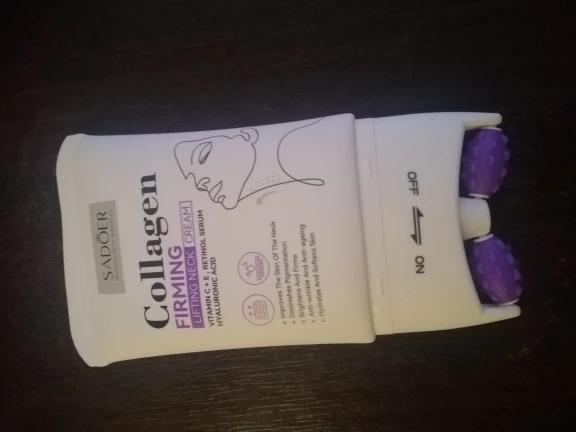 SADOER
Collagen
FIRMING
LIFTING NECK CREAM
VITAMIN C + E , RETINOL SERUM
HYALURONIC ACID
Improves The Skin Of The Neck
Diminishes Pigmentation
Brightens And Firms
Anti-wrinkle And Anti-ageing
Hydrates And Softens Skin
OFF
ON